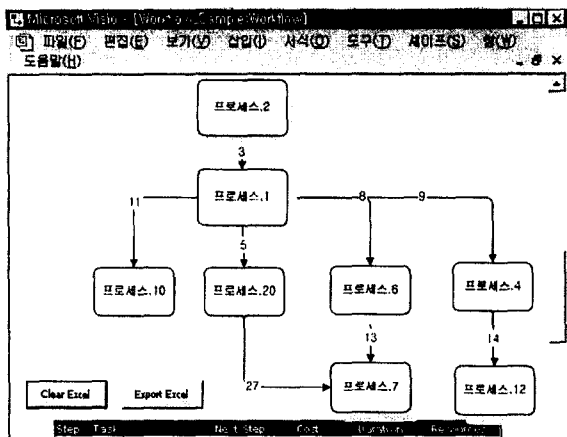 Microsoft Visio - [Workflow_Sample:Workflow]
파일(F) 편집(E) 보기(V) 삽입(I) 서식(O) 도구(T) 셰이프(S) 창(W)
도움말(H)
프로세스.2
3
프로세스.1
11
8
9
5
프로세스.10
프로세스.20
프로세스.6
프로세스.4
13
14
Clear Excel
Export Excel
27
프로세스.7
프로세스.12
Step Task Next Step Cost Duration Resources